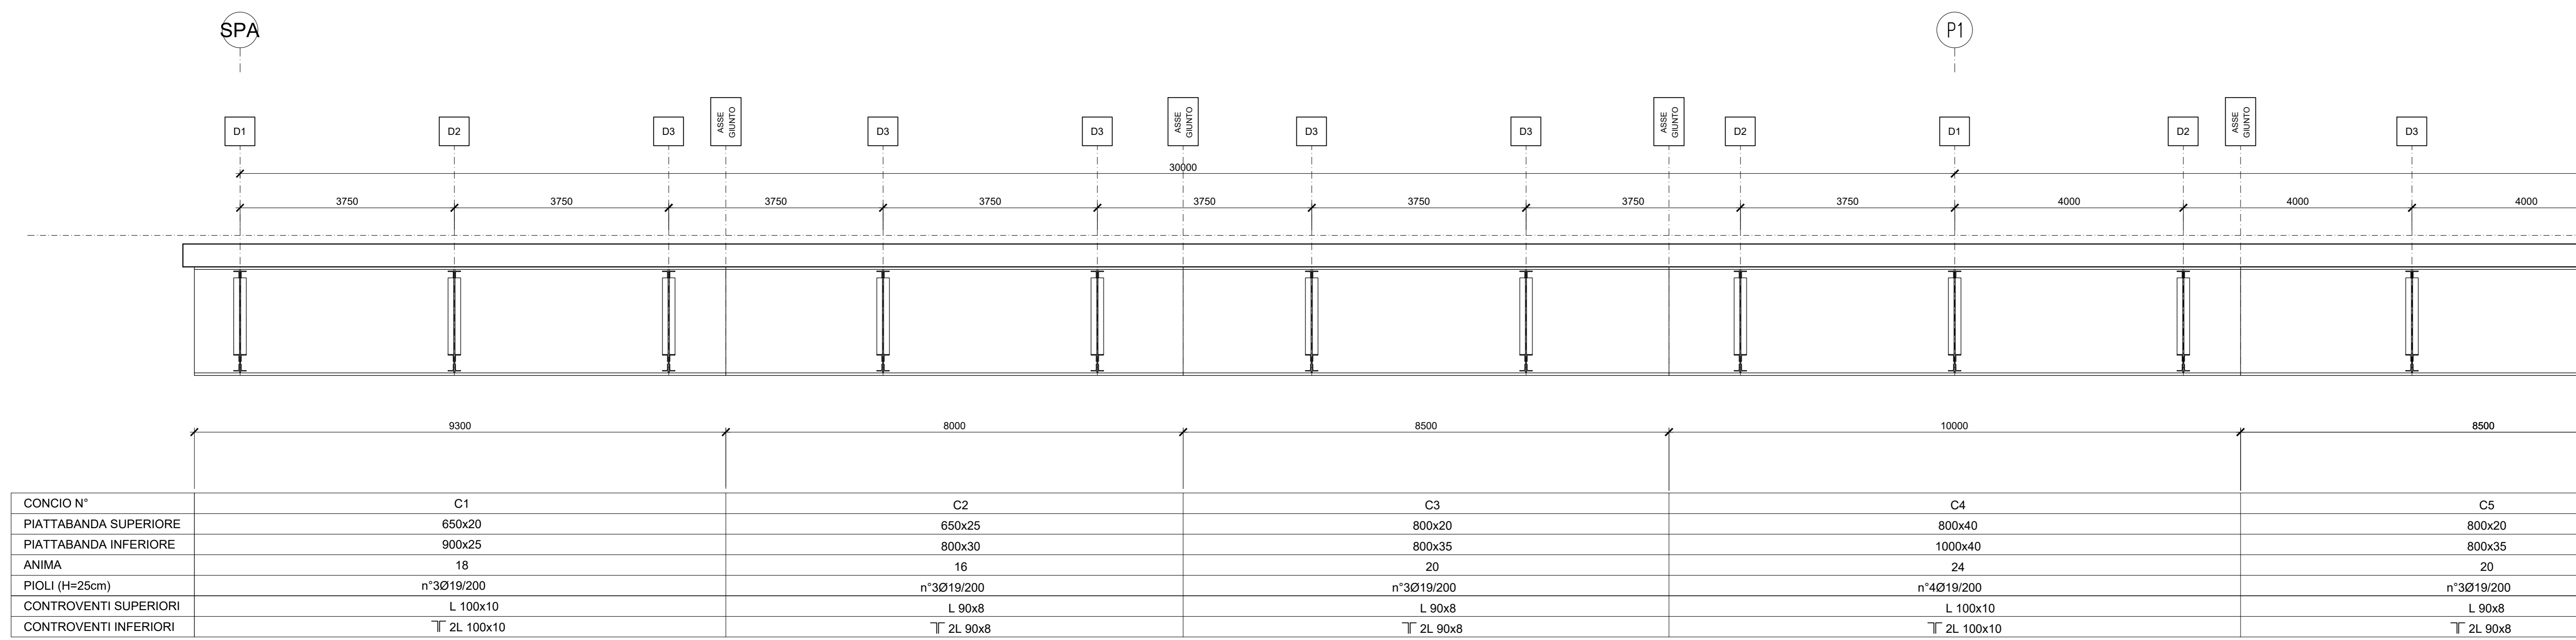 SPA P1
D1 D2 D3 ASSE GIUNTO D3 D3 ASSE GIUNTO D3 D3 ASSE GIUNTO D2 D1 D2 ASSE GIUNTO D3
30000
3750 3750 3750 3750 3750 3750 3750 3750 4000 4000 4000
9300 8000 8500 10000 8500
CONCIO N° C1 C2 C3 C4 C5
PIATTABANDA SUPERIORE 650x20 650x25 800x20 800x40 800x20
PIATTABANDA INFERIORE 900x25 800x30 800x35 1000x40 800x35
ANIMA 18 16 20 24 20
PIOLI (H=25cm) n°3Ø19/200 n°3Ø19/200 n°3Ø19/200 n°4Ø19/200 n°3Ø19/200
CONTROVENTI SUPERIORI L 100x10 L 90x8 L 90x8 L 100x10 L 90x8
CONTROVENTI INFERIORI 2L 100x10 2L 90x8 2L 90x8 2L 100x10 2L 90x8